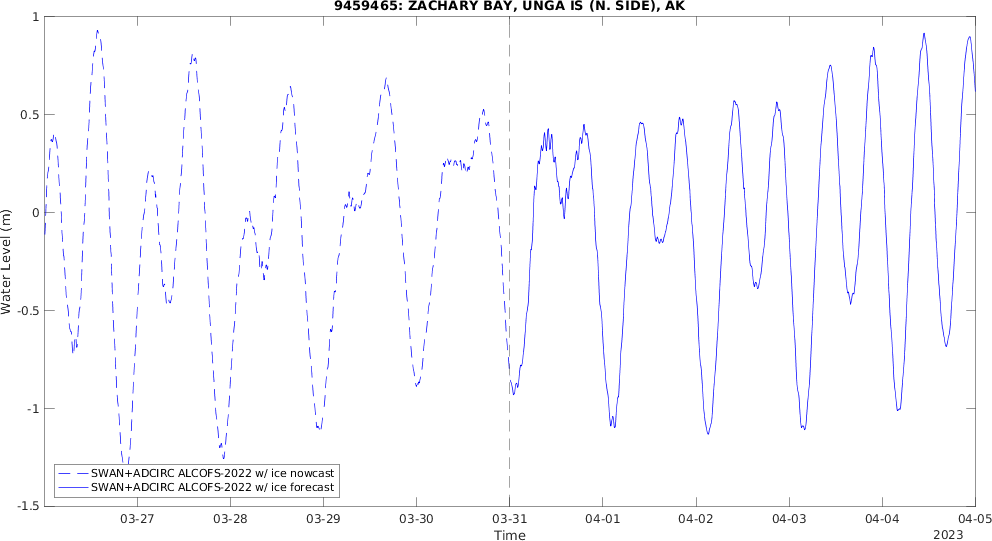 9459465: ZACHARY BAY, UNGA IS (N. SIDE), AK
1
0.5
0
-0.5
-1
-1.5
Water Level (m)
SWAN+ADCIRC ALCOFS-2022 w/ ice nowcast
SWAN+ADCIRC ALCOFS-2022 w/ ice forecast
03-27 03-28 03-29 03-30 03-31 04-01 04-02 04-03 04-04 04-05
Time
2023